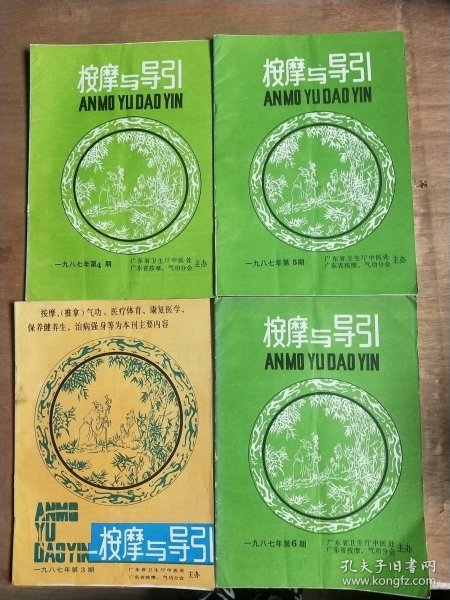 按摩与导引
ANMO YU DAO YIN
一九八七年第4期
广东省卫生厅中医处
广东省按摩、气功分会
主办
按摩与导引
ANMO YU DAO YIN
一九八七年第5期
广东省卫生厅中医处
广东省按摩、气功分会
主办
按摩、(推拿)气功、医疗体育、康复医学、
保养健养生、治病强身等为本刊主要内容
ANMO
YU
DAOYIN
按摩与导引
一九八七年第3期
广东省卫生厅中医处
广东省按摩、气功分会
主办
按摩与导引
ANMO YU DAO YIN
一九八七年第6期
广东省卫生厅中医处
广东省按摩、气功分会
主办
孔夫子旧书网
www.kongfz.com